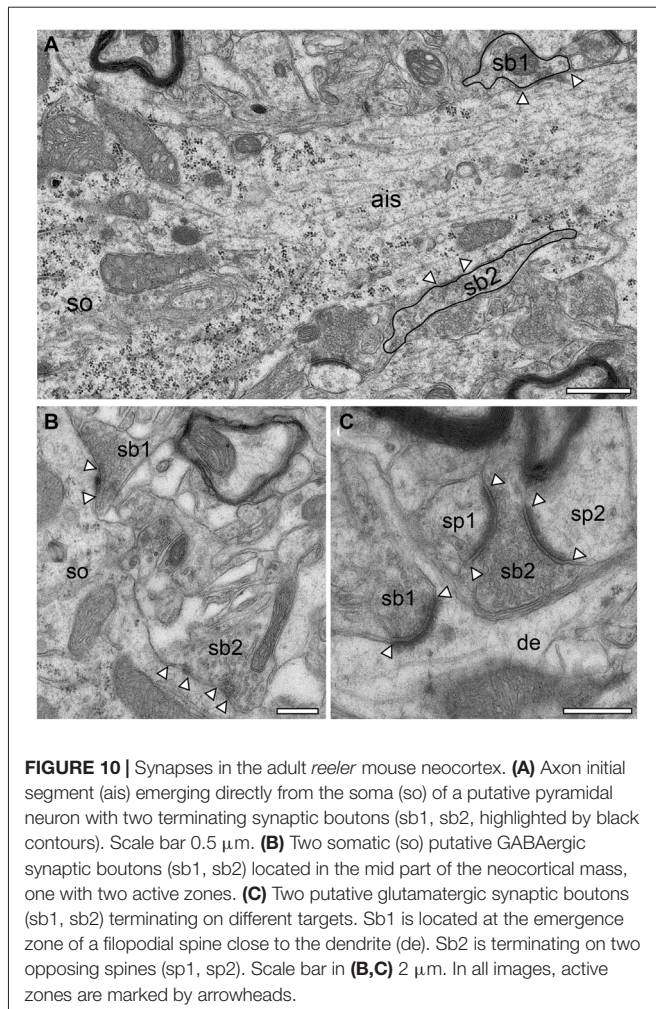 A
sb1
ais
sb2
so
B
sb1
so
sb2
C
sp1
sp2
sb2
sb1
de
FIGURE 10 | Synapses in the adult reeler mouse neocortex. (A) Axon initial
segment (ais) emerging directly from the soma (so) of a putative pyramidal
neuron with two terminating synaptic boutons (sb1, sb2, highlighted by black
contours). Scale bar 0.5 μm. (B) Two somatic (so) putative GABAergic
synaptic boutons (sb1, sb2) located in the mid part of the neocortical mass,
one with two active zones. (C) Two putative glutamatergic synaptic boutons
(sb1, sb2) terminating on different targets. Sb1 is located at the emergence
zone of a filopodial spine close to the dendrite (de). Sb2 is terminating on two
opposing spines (sp1, sp2). Scale bar in (B,C) 2 μm. In all images, active
zones are marked by arrowheads.